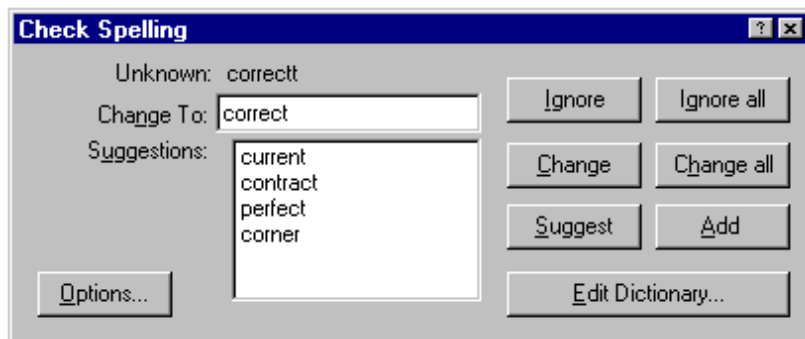 Check Spelling
Unknown: correctt
Change To: correct
Suggestions:
current
contract
perfect
corner
Ignore
Ignore all
Change
Change all
Suggest
Add
Options...
Edit Dictionary...